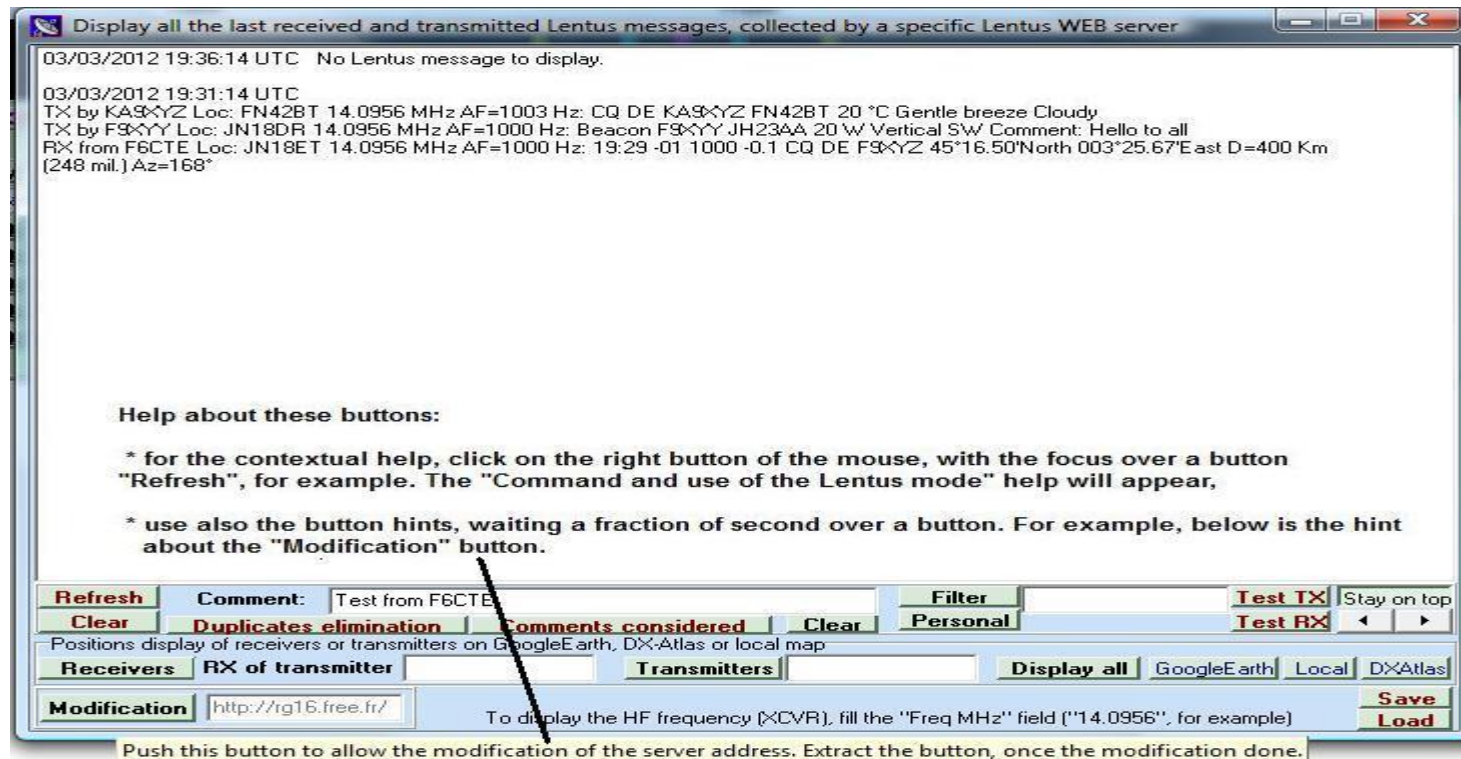 Display all the last received and transmitted Lentus messages, collected by a specific Lentus WEB server
03/03/2012 19:36:14 UTC No Lentus message to display.
03/03/2012 19:31:14 UTC
TX by KA9XYZ Loc: FN42BT 14.0956 MHz AF=1003 Hz: CQ DE KA9XYZ FN42BT 20 °C Gentle breeze Cloudy
TX by F9XYY Loc: JN18DR 14.0956 MHz AF=1000 Hz: Beacon F9XYY JH23AA 20 W Vertical SW Comment: Hello to all
RX from F6CTE Loc: JN18ET 14.0956 MHz AF=1000 Hz: 19:29 -01 1000 -0.1 CQ DE F9XYZ 45°16.50'North 003°25.67'East D=400 Km
(248 mil.) Az=168°
Help about these buttons:
* for the contextual help, click on the right button of the mouse, with the focus over a button
"Refresh", for example. The "Command and use of the Lentus mode" help will appear,
* use also the button hints, waiting a fraction of second over a button. For example, below is the hint
about the "Modification" button.
Refresh Comment: Test from F6CTE Filter Test TX Stay on top
Clear Duplicates elimination Comments considered Clear Personal Test RX
Positions display of receivers or transmitters on GoogleEarth, DX-Atlas or local map
Receivers RX of transmitter Transmitters Display all GoogleEarth Local DXAtlas
Modification http://rg16.free.fr/ To display the HF frequency (XCVR), fill the "Freq MHz" field ("14.0956", for example) Save
Load
Push this button to allow the modification of the server address. Extract the button, once the modification done.